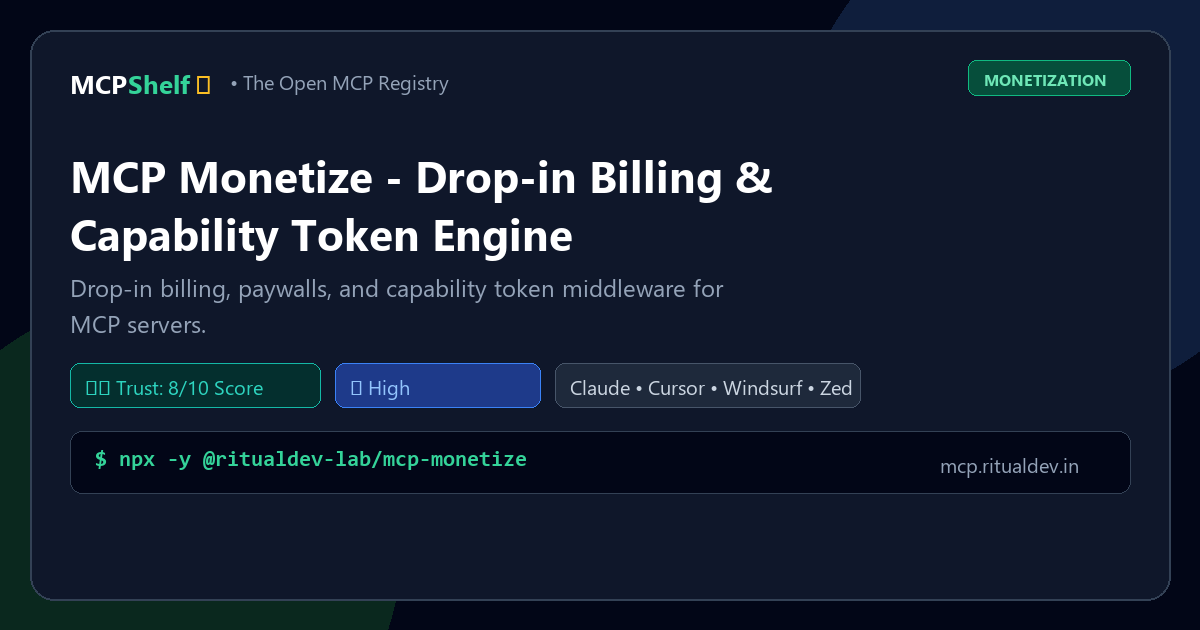 MCPShelf • The Open MCP Registry
MONETIZATION
MCP Monetize - Drop-in Billing &
Capability Token Engine
Drop-in billing, paywalls, and capability token middleware for
MCP servers.
Trust: 8/10 Score
High
Claude • Cursor • Windsurf • Zed
$ npx -y @ritualdev-lab/mcp-monetize
mcp.ritualdev.in